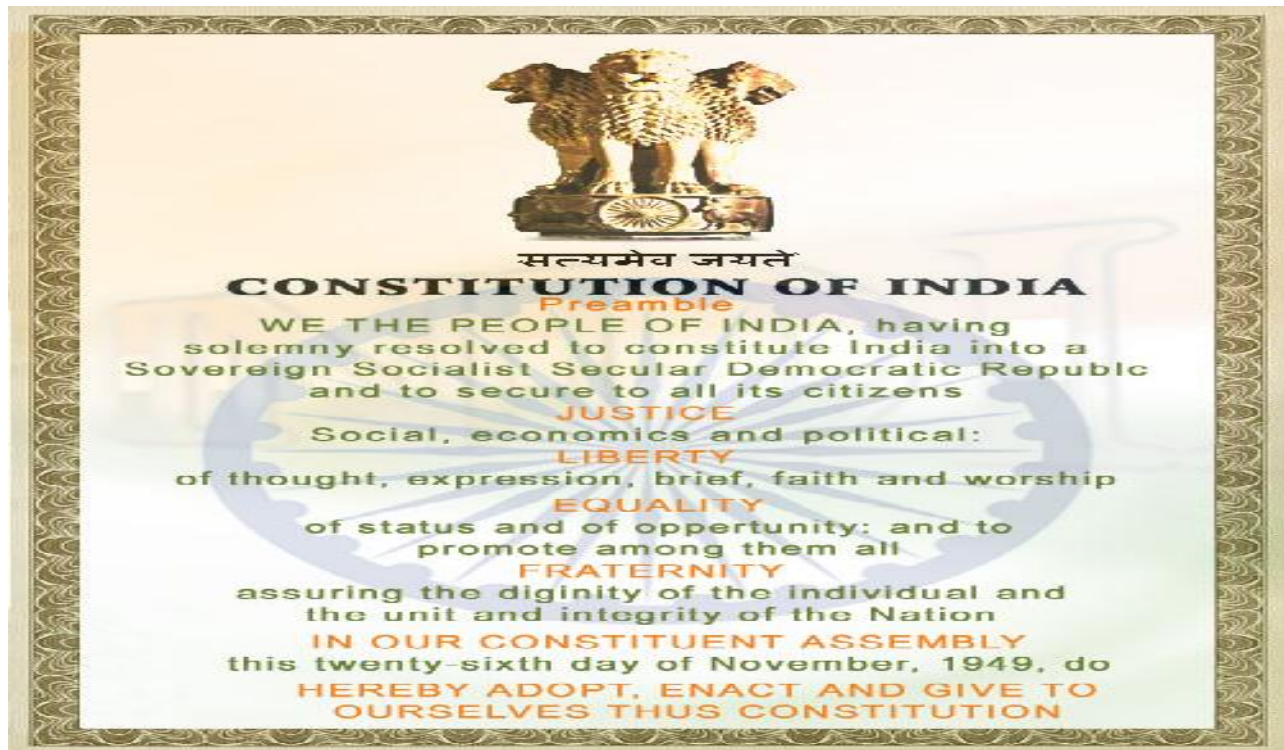 सत्यमेव जयते
CONSTITUTION OF INDIA
Preamble
WE THE PEOPLE OF INDIA, having
solemny resolved to constitute India into a
Sovereign Socialist Secular Democratic Republc
and to secure to all its citizens
JUSTICE
Social, economics and political:
LIBERTY
of thought, expression, brief, faith and worship
EQUALITY
of status and of oppertunity: and to
promote among them all
FRATERNITY
assuring the diginity of the individual and
the unit and integrity of the Nation
IN OUR CONSTITUENT ASSEMBLY
this twenty-sixth day of November, 1949, do
HEREBY ADOPT, ENACT AND GIVE TO
OURSELVES THUS CONSTITUTION